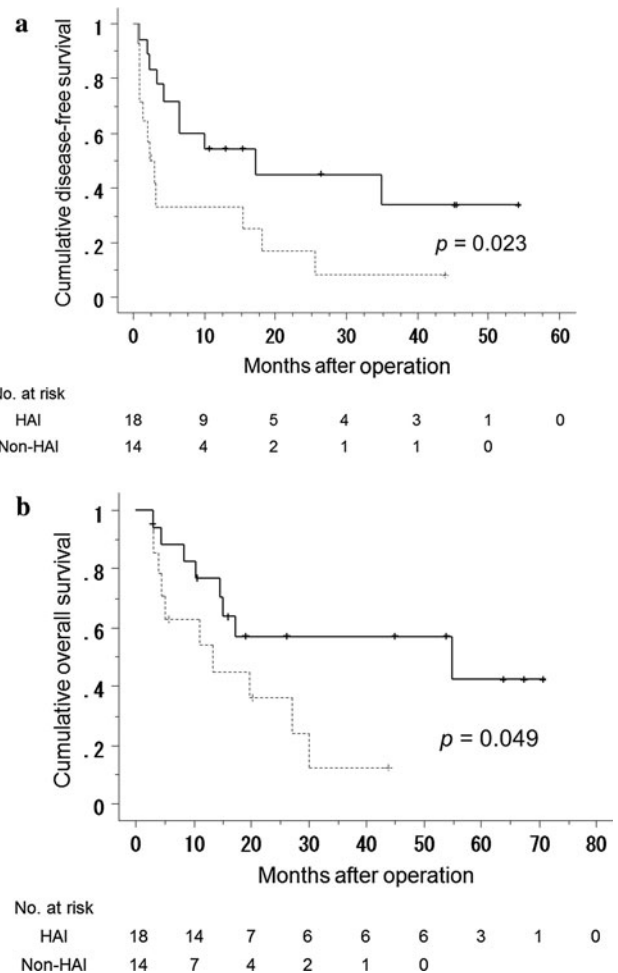 a
Cumulative disease-free survival
1
.8
.6
.4
.2
0
p = 0.023
0 10 20 30 40 50 60
Months after operation
No. at risk
HAI 18 9 5 4 3 1 0
Non-HAI 14 4 2 1 1 0
b
Cumulative overall survival
1
.8
.6
.4
.2
0
p = 0.049
0 10 20 30 40 50 60 70 80
Months after operation
No. at risk
HAI 18 14 7 6 6 6 3 1 0
Non-HAI 14 7 4 2 1 0